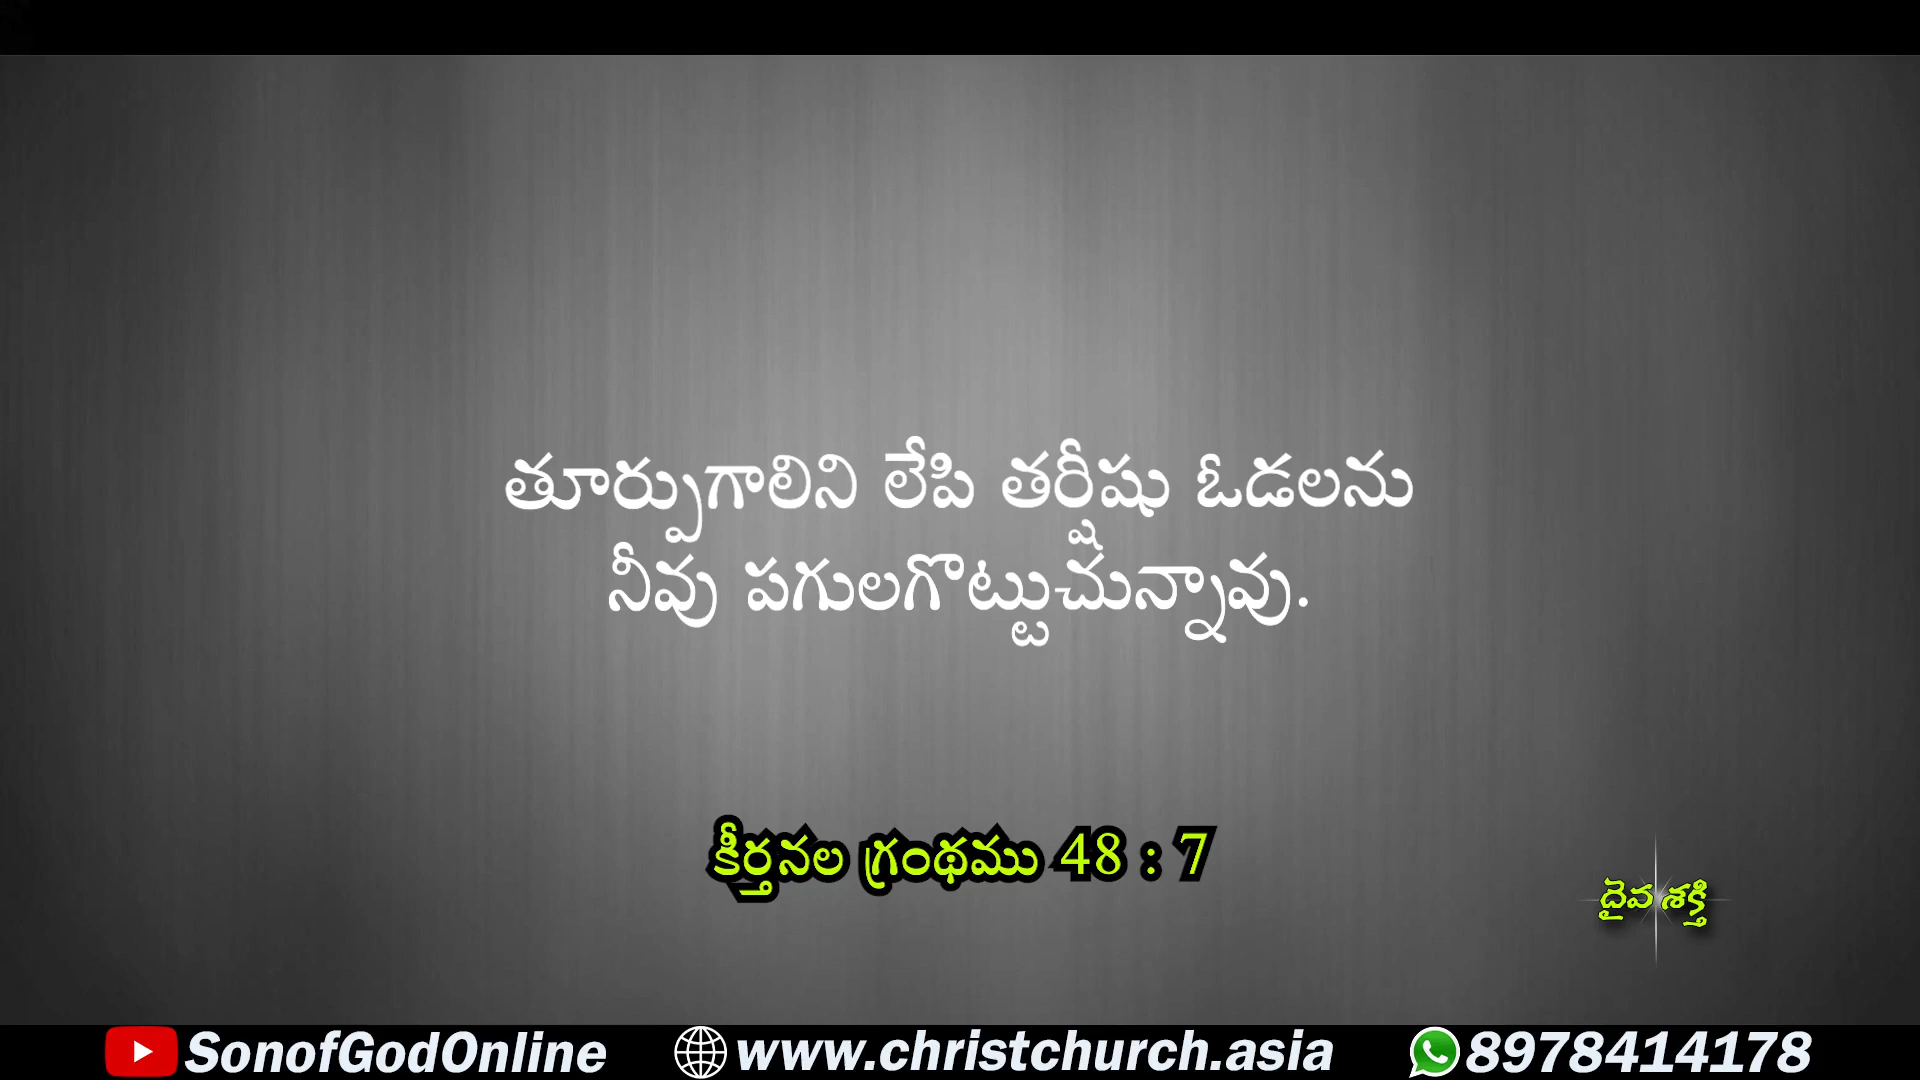 తూర్పుగాలిని లేపి తర్షీషు ఓడలను
నీవు పగులగొట్టుచున్నావు.
కీర్తనల గ్రంథము 48 : 7
దైవ శక్తి
SonofGodOnline www.christchurch.asia 8978414178